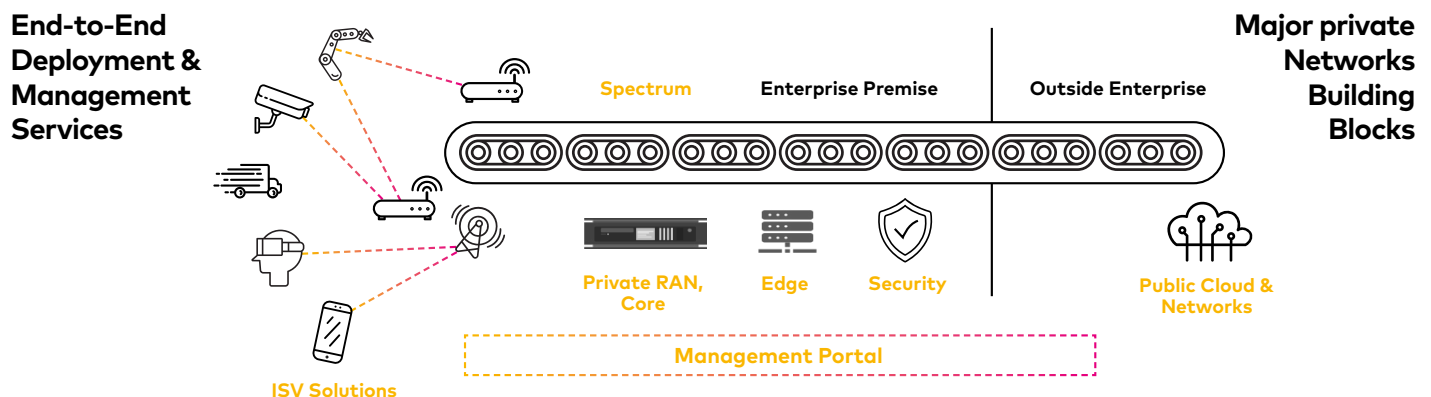 End-to-End
Deployment &
Management
Services
Major private
Networks
Building
Blocks
Spectrum
Enterprise Premise
Outside Enterprise
Private RAN,
Core
Edge
Security
Public Cloud &
Networks
Management Portal
ISV Solutions